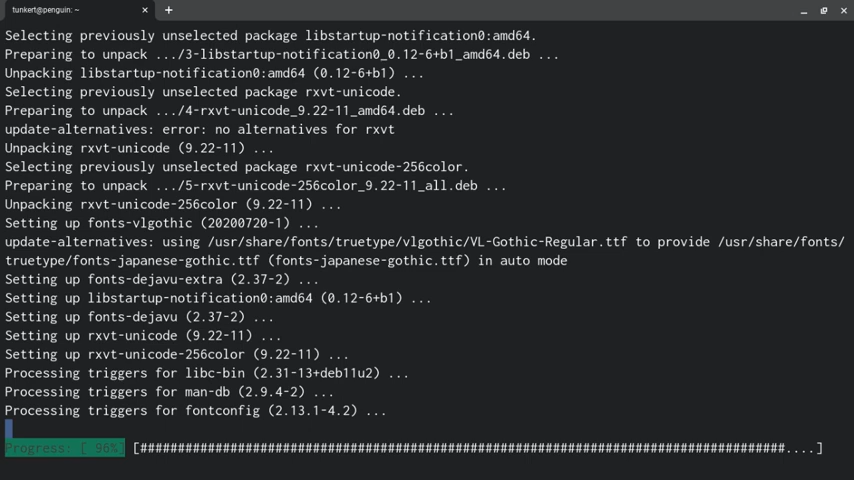 tunkert@penguin: ~
Selecting previously unselected package libstartup-notification0:amd64.
Preparing to unpack .../3-libstartup-notification0_0.12-6+b1_amd64.deb ...
Unpacking libstartup-notification0:amd64 (0.12-6+b1) ...
Selecting previously unselected package rxvt-unicode.
Preparing to unpack .../4-rxvt-unicode_9.22-11_amd64.deb ...
update-alternatives: error: no alternatives for rxvt
Unpacking rxvt-unicode (9.22-11) ...
Selecting previously unselected package rxvt-unicode-256color.
Preparing to unpack .../5-rxvt-unicode-256color_9.22-11_all.deb ...
Unpacking rxvt-unicode-256color (9.22-11) ...
Setting up fonts-vlgothic (20200720-1) ...
update-alternatives: using /usr/share/fonts/truetype/vlgothic/VL-Gothic-Regular.ttf to provide /usr/share/fonts/
truetype/fonts-japanese-gothic.ttf (fonts-japanese-gothic.ttf) in auto mode
Setting up fonts-dejavu-extra (2.37-2) ...
Setting up libstartup-notification0:amd64 (0.12-6+b1) ...
Setting up fonts-dejavu (2.37-2) ...
Setting up rxvt-unicode (9.22-11) ...
Setting up rxvt-unicode-256color (9.22-11) ...
Processing triggers for libc-bin (2.31-13+deb11u2) ...
Processing triggers for man-db (2.9.4-2) ...
Processing triggers for fontconfig (2.13.1-4.2) ...
Progress: [ 96%] [######################################################################################....]